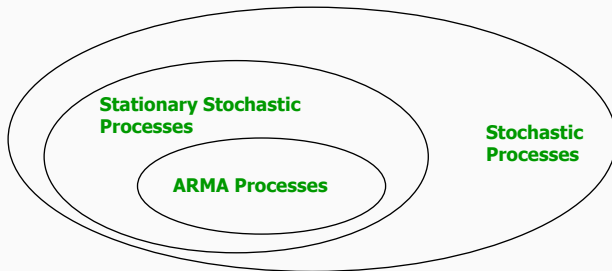 Stationary Stochastic
Processes
Stochastic
Processes
ARMA Processes